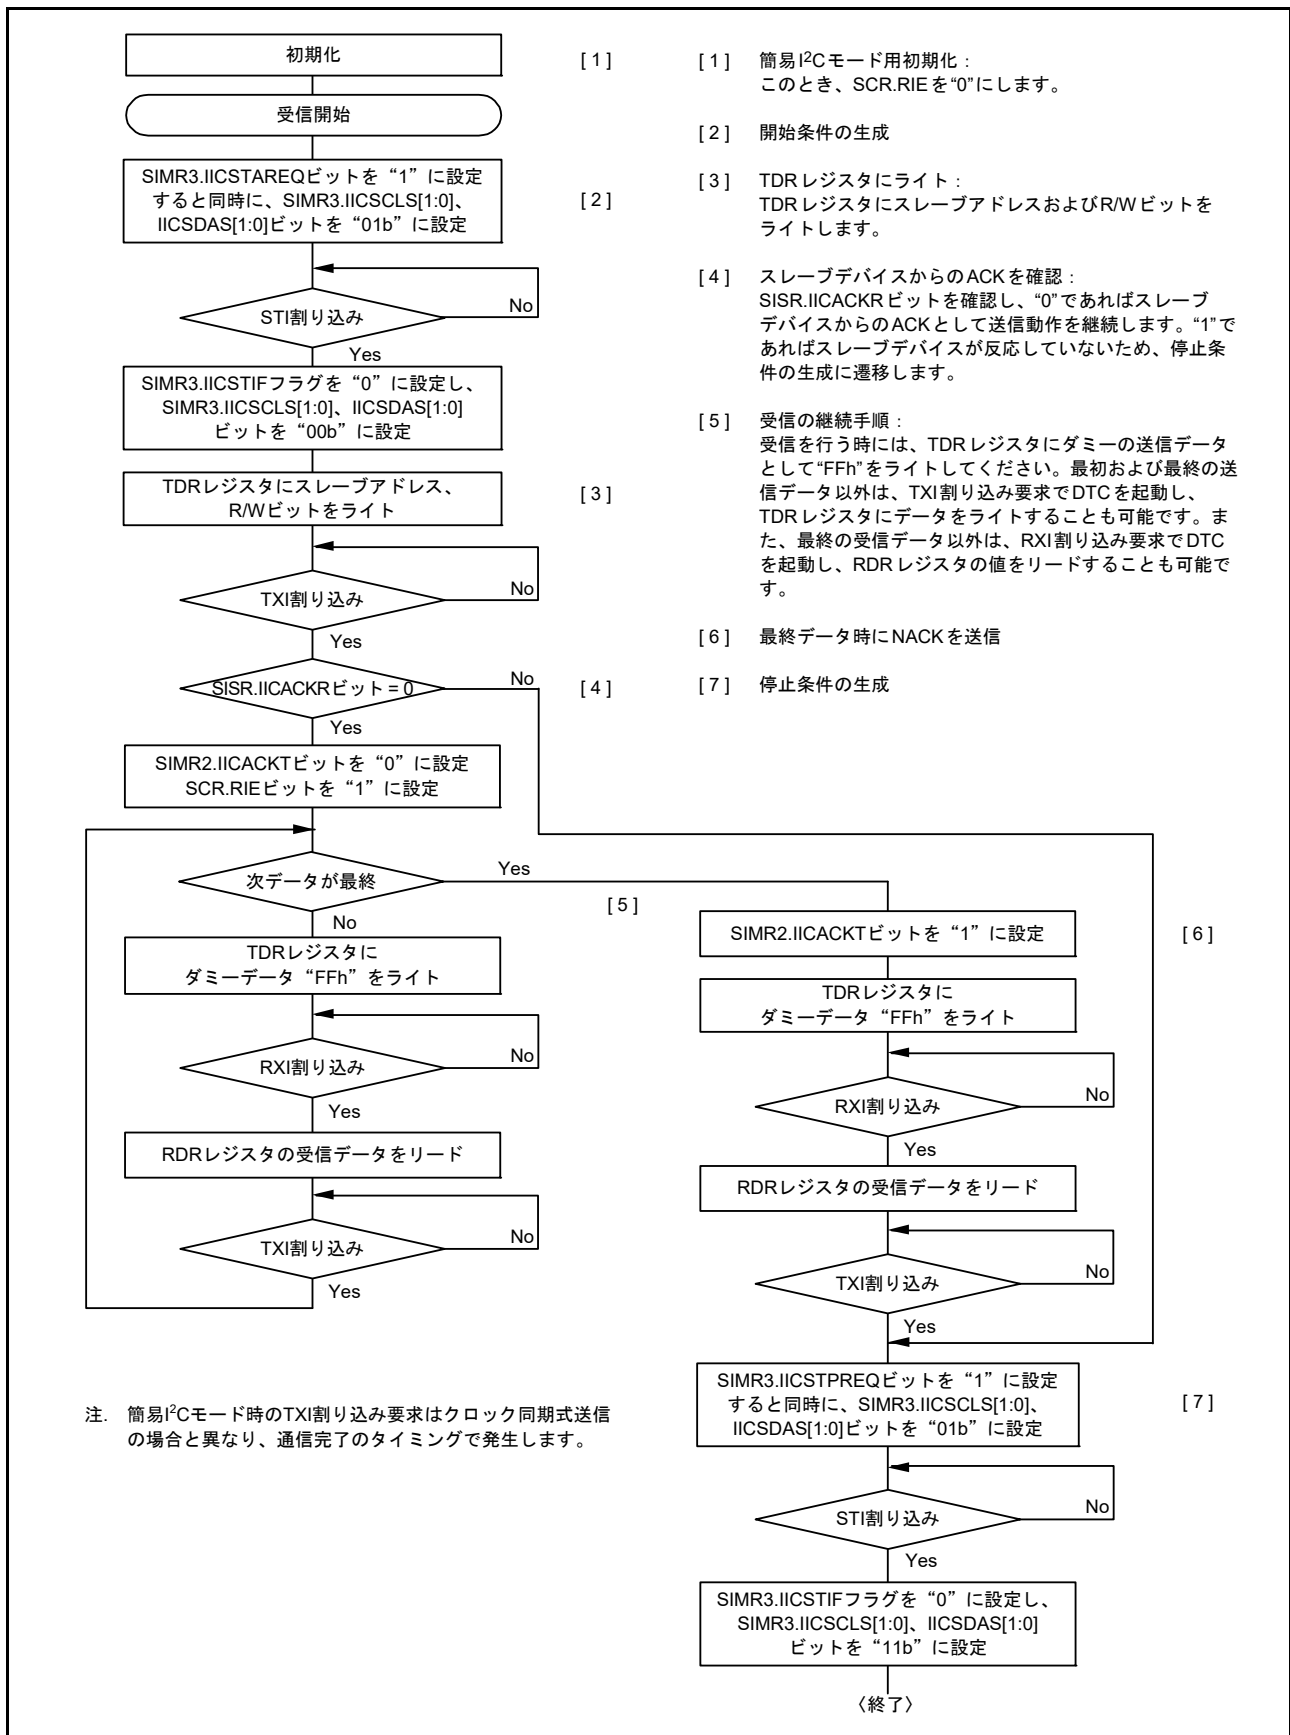 初期化
[ 1 ]
受信開始
SIMR3.IICSTAREQビットを“1”に設定
すると同時に、SIMR3.IICSCLS[1:0]、
IICSDAS[1:0]ビットを“01b”に設定
[ 2 ]
STI割り込み
No
Yes
SIMR3.IICSTIFフラグを“0”に設定し、
SIMR3.IICSCLS[1:0]、IICSDAS[1:0]
ビットを“00b”に設定
TDRレジスタにスレーブアドレス、
R/Wビットをライト
[ 3 ]
TXI割り込み
No
Yes
SISR.IICACKRビット = 0
No
[ 4 ]
Yes
SIMR2.IICACKTビットを“0”に設定
SCR.RIEビットを“1”に設定
次データが最終
Yes
[ 5 ]
No
TDRレジスタに
ダミーデータ“FFh”をライト
RXI割り込み
No
Yes
RDRレジスタの受信データをリード
TXI割り込み
No
Yes
SIMR2.IICACKTビットを“1”に設定
[ 6 ]
TDRレジスタに
ダミーデータ“FFh”をライト
RXI割り込み
No
Yes
RDRレジスタの受信データをリード
TXI割り込み
No
Yes
SIMR3.IICSTPREQビットを“1”に設定
すると同時に、SIMR3.IICSCLS[1:0]、
IICSDAS[1:0]ビットを“01b”に設定
[ 7 ]
STI割り込み
No
Yes
SIMR3.IICSTIFフラグを“0”に設定し、
SIMR3.IICSCLS[1:0]、IICSDAS[1:0]
ビットを“11b”に設定
〈終了〉
[ 1 ] 簡易I²Cモード用初期化：
このとき、SCR.RIEを“0”にします。
[ 2 ] 開始条件の生成
[ 3 ] TDRレジスタにライト：
TDRレジスタにスレーブアドレスおよびR/Wビットを
ライトします。
[ 4 ] スレーブデバイスからのACKを確認：
SISR.IICACKRビットを確認し、“0”であればスレーブ
デバイスからのACKとして送信動作を継続します。“1”で
あればスレーブデバイスが反応していないため、停止条
件の生成に遷移します。
[ 5 ] 受信の継続手順：
受信を行う時には、TDRレジスタにダミーの送信データ
として“FFh”をライトしてください。最初および最終の送
信データ以外は、TXI割り込み要求でDTCを起動し、
TDRレジスタにデータをライトすることも可能です。ま
た、最終の受信データ以外は、RXI割り込み要求でDTC
を起動し、RDRレジスタの値をリードすることも可能で
す。
[ 6 ] 最終データ時にNACKを送信
[ 7 ] 停止条件の生成
注. 簡易I²Cモード時のTXI割り込み要求はクロック同期式送信
の場合と異なり、通信完了のタイミングで発生します。